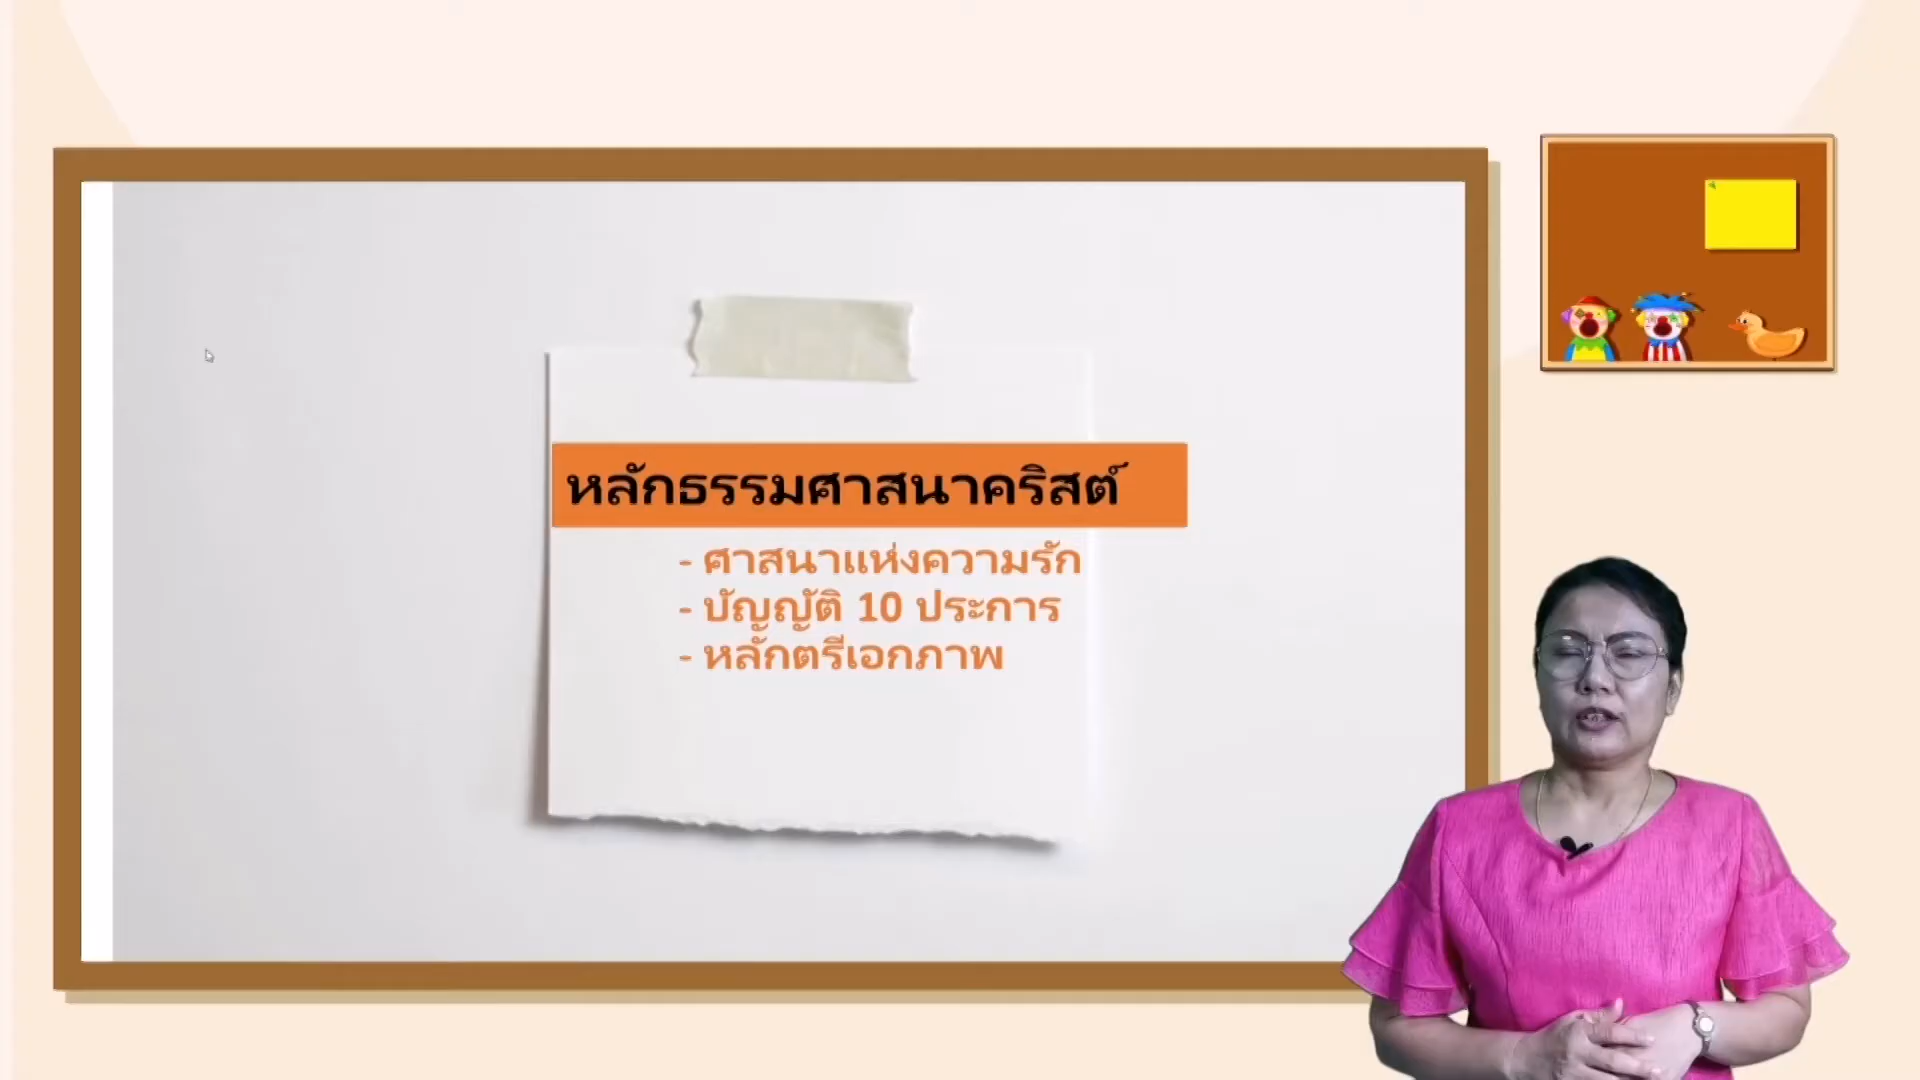 หลักธรรมศาสนาคริสต์
- ศาสนาแห่งความรัก
- บัญญัติ 10 ประการ
- หลักตรีเอกภาพ